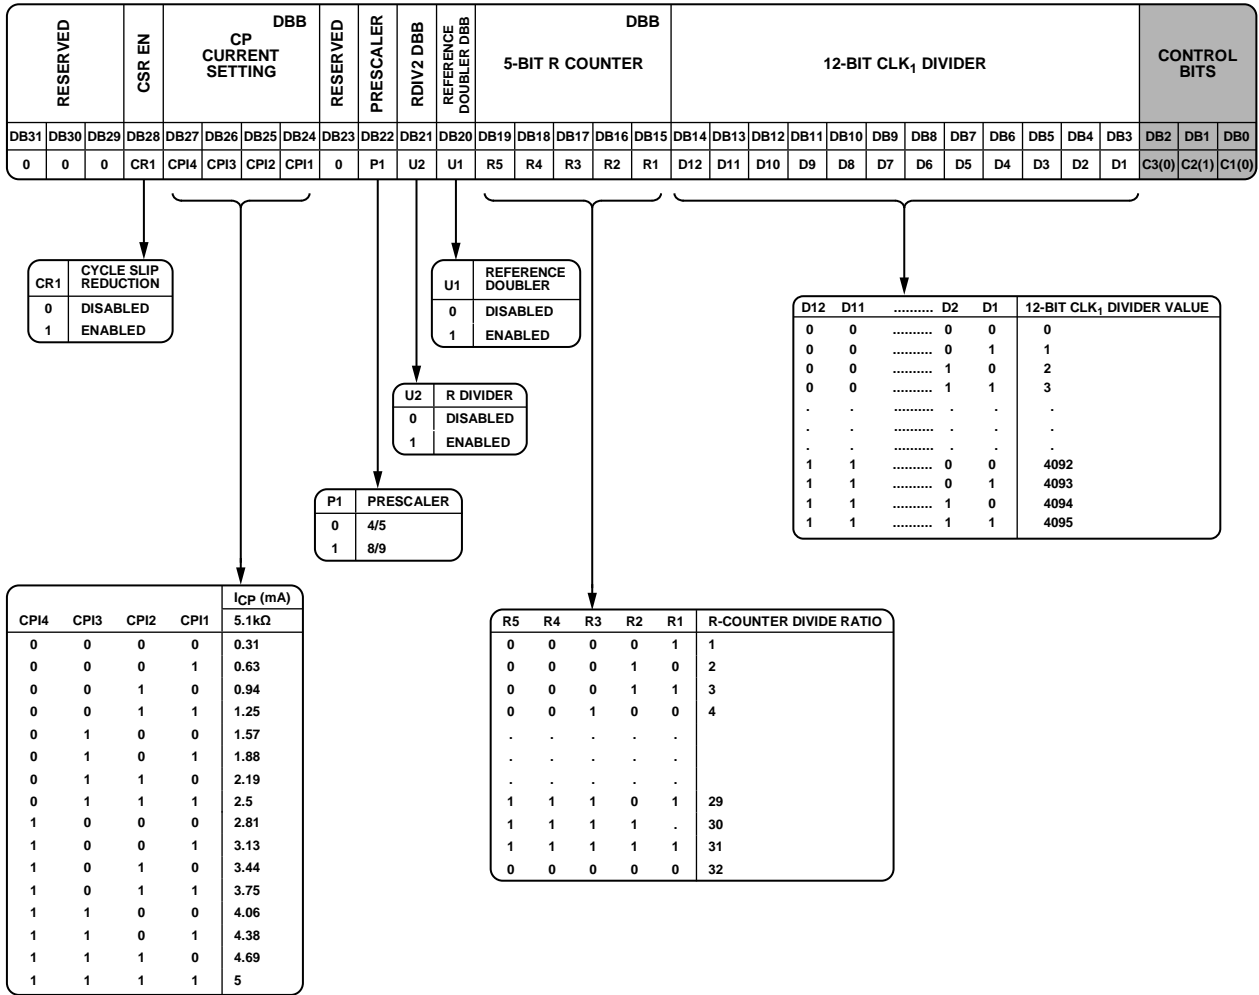 RESERVED
CSR EN
DBB
CP
CURRENT
SETTING
RESERVED
PRESCALER
RDIV2 DBB
REFERENCE
DOUBLER DBB
DBB
5-BIT R COUNTER
12-BIT CLK1 DIVIDER
CONTROL
BITS
DB31 DB30 DB29 DB28 DB27 DB26 DB25 DB24 DB23 DB22 DB21 DB20 DB19 DB18 DB17 DB16 DB15 DB14 DB13 DB12 DB11 DB10 DB9 DB8 DB7 DB6 DB5 DB4 DB3 DB2 DB1 DB0
0 0 0 CR1 CPI4 CPI3 CPI2 CPI1 0 P1 U2 U1 R5 R4 R3 R2 R1 D12 D11 D10 D9 D8 D7 D6 D5 D4 D3 D2 D1 C3(0) C2(1) C1(0)
CR1 CYCLE SLIP REDUCTION
0 DISABLED
1 ENABLED
U1 REFERENCE DOUBLER
0 DISABLED
1 ENABLED
U2 R DIVIDER
0 DISABLED
1 ENABLED
P1 PRESCALER
0 4/5
1 8/9
D12 D11 .......... D2 D1 12-BIT CLK1 DIVIDER VALUE
0 0 .......... 0 0 0
0 0 .......... 0 1 1
0 0 .......... 1 0 2
0 0 .......... 1 1 3
. . .......... . . .
. . .......... . . .
. . .......... . . .
1 1 .......... 0 0 4092
1 1 .......... 0 1 4093
1 1 .......... 1 0 4094
1 1 .......... 1 1 4095
ICP (mA)
CPI4 CPI3 CPI2 CPI1 5.1kΩ
0 0 0 0 0.31
0 0 0 1 0.63
0 0 1 0 0.94
0 0 1 1 1.25
0 1 0 0 1.57
0 1 0 1 1.88
0 1 1 0 2.19
0 1 1 1 2.5
1 0 0 0 2.81
1 0 0 1 3.13
1 0 1 0 3.44
1 0 1 1 3.75
1 1 0 0 4.06
1 1 0 1 4.38
1 1 1 0 4.69
1 1 1 1 5
R5 R4 R3 R2 R1 R-COUNTER DIVIDE RATIO
0 0 0 0 1 1
0 0 0 1 0 2
0 0 0 1 1 3
0 0 1 0 0 4
. . . . .
. . . . .
. . . . .
1 1 1 0 1 29
1 1 1 1 . 30
1 1 1 1 1 31
0 0 0 0 0 32